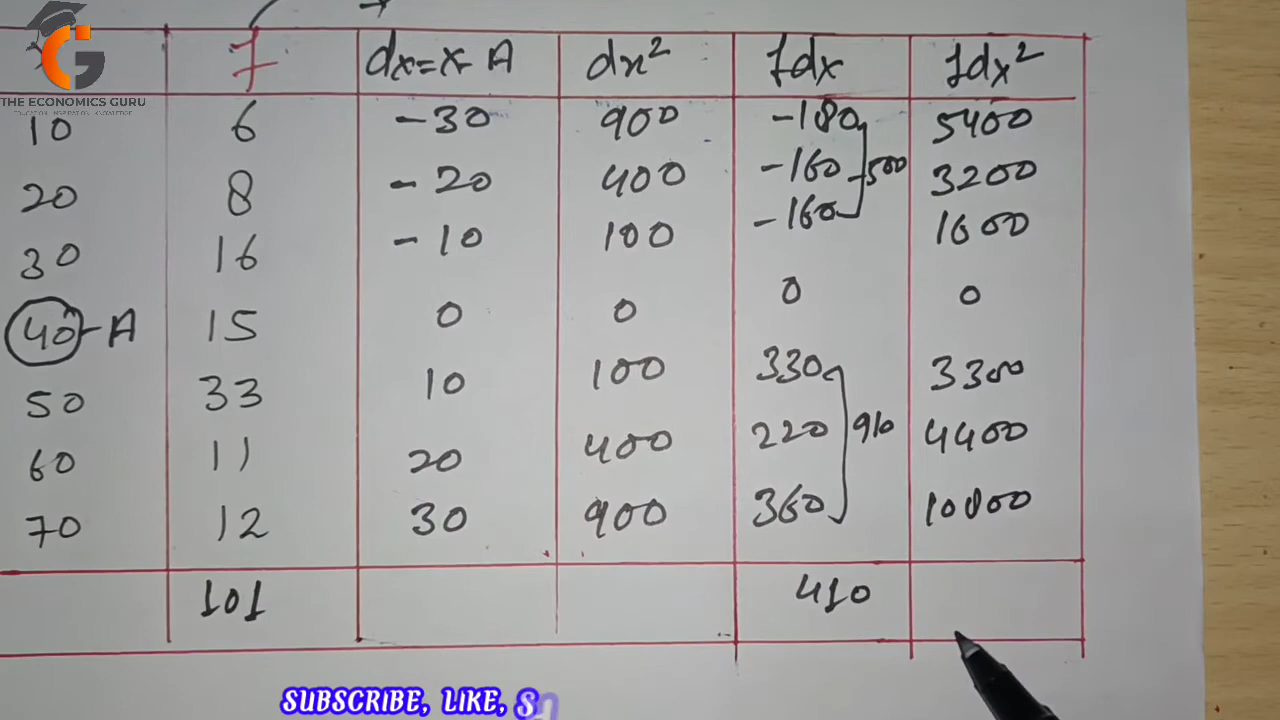 THE ECONOMICS GURU
f dx=x-A dx² fdx fdx²
10 6 -30 900 -180 5400
20 8 -20 400 -160 -500 3200
30 16 -10 100 -160 1600
40-A 15 0 0 0 0
50 33 10 100 330 3300
60 11 20 400 220 910 4400
70 12 30 900 360 10800
101 410
SUBSCRIBE, LIKE,